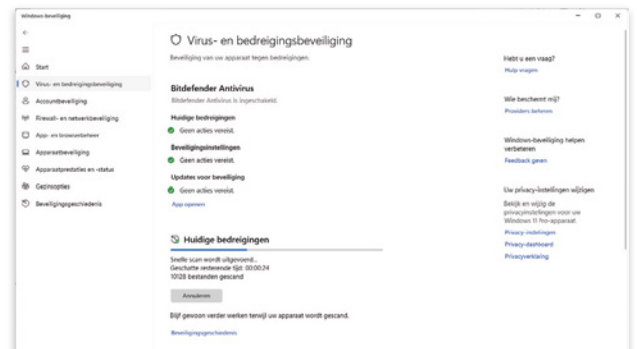 Windows-beveiliging
Start
Virus- en bedreigingsbeveiliging
Accountbeveiliging
Firewall- en netwerkbeveiliging
App- en browserbeheer
Apparaatbeveiliging
Apparaatprestaties en -status
Gezinsopties
Beveiligingsgeschiedenis
Virus- en bedreigingsbeveiliging
Beveiliging van uw apparaat tegen bedreigingen.
Bitdefender Antivirus
Bitdefender Antivirus is ingeschakeld.
Huidige bedreigingen
Geen acties vereist.
Beveiligingsinstellingen
Geen acties vereist.
Updates voor beveiliging
Geen acties vereist.
App openen
Huidige bedreigingen
Snelle scan wordt uitgevoerd...
Geschatte resterende tijd: 00:00:24
10128 bestanden gescand
Annuleren
Blijf gewoon verder werken terwijl uw apparaat wordt gescand.
Beveiligingsgeschiedenis
Hebt u een vraag?
Hulp vragen
Wie beschermt mij?
Providers beheren
Windows-beveiliging helpen
verbeteren
Feedback geven
Uw privacy-instellingen wijzigen
Bekijk en wijzig de
privacyinstellingen voor uw
Windows 11 Pro-apparaat.
Privacy-instellingen
Privacy-dashboard
Privacyverklaring